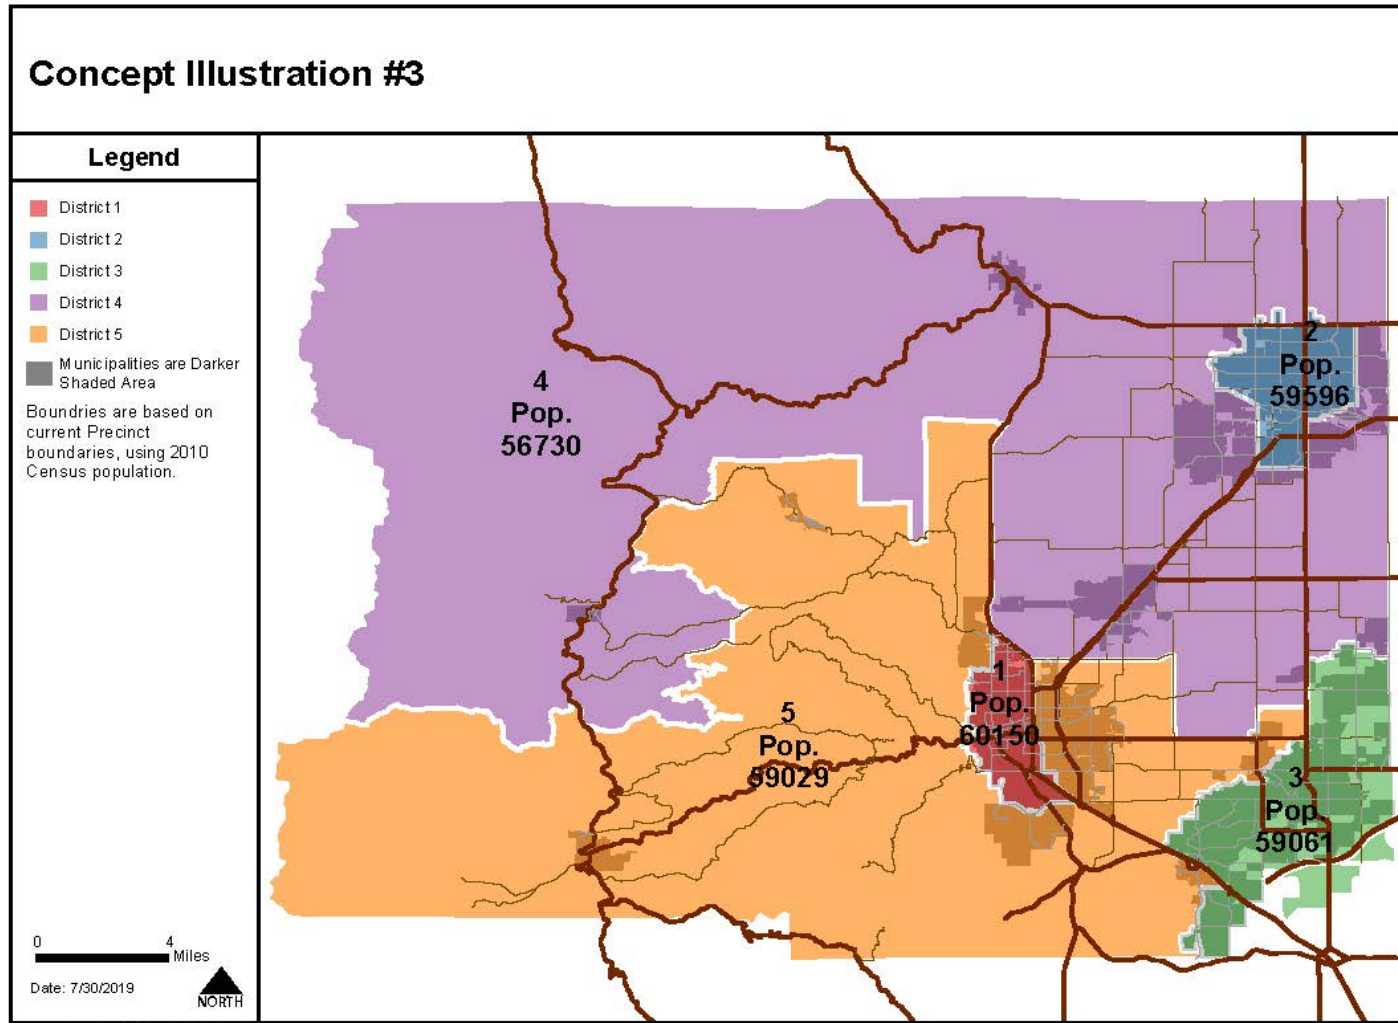 Concept Illustration #3
Legend
District 1
District 2
District 3
District 4
District 5
Municipalities are Darker
Shaded Area
Boundries are based on
current Precinct
boundaries, using 2010
Census population.
0 4
Miles
Date: 7/30/2019
NORTH
2
Pop.
59596
4
Pop.
56730
1
Pop.
60150
5
Pop.
59029
3
Pop.
59061